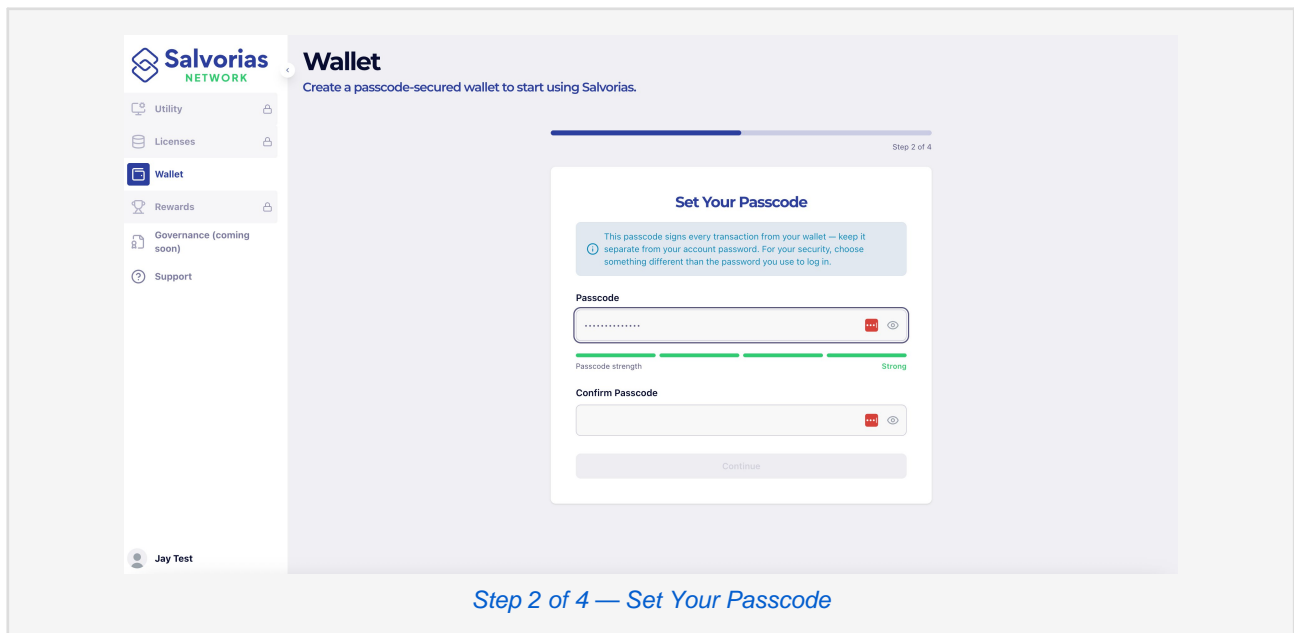 Salvorias
NETWORK
Utility
Licenses
Wallet
Rewards
Governance (coming
soon)
Support
Jay Test
Wallet
Create a passcode-secured wallet to start using Salvorias.
Step 2 of 4
Set Your Passcode
This passcode signs every transaction from your wallet — keep it
separate from your account password. For your security, choose
something different than the password you use to log in.
Passcode
··············
Passcode strength
Strong
Confirm Passcode
Continue
Step 2 of 4 — Set Your Passcode